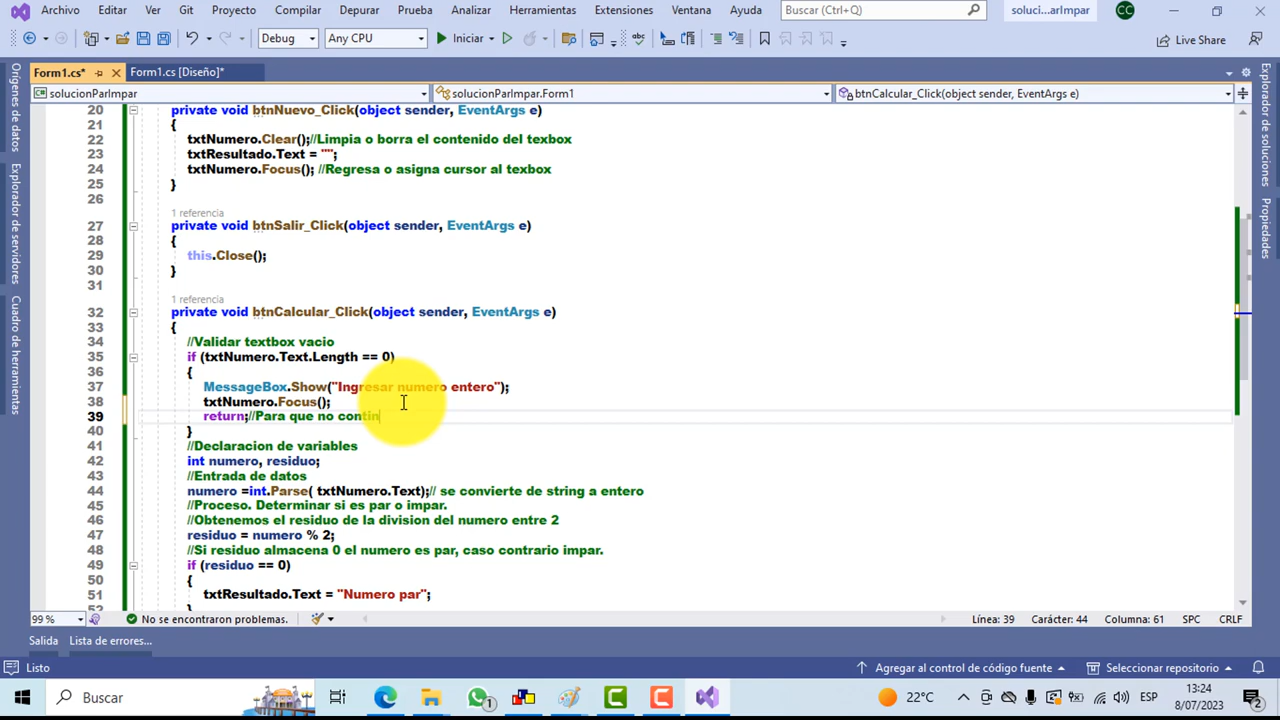 Archivo Editar Ver Git Proyecto Compilar Depurar Prueba Analizar Herramientas Extensiones Ventana Ayuda Buscar (Ctrl+Q) solucio...arImpar CC
Debug Any CPU Iniciar Live Share
Form1.cs* Form1.cs [Diseño]*
solucionParImpar solucionParImpar.Form1 btnCalcular_Click(object sender, EventArgs e)
Orígenes de datos
Explorador de servidores
Cuadro de herramientas
Explorador de soluciones
Propiedades
20 private void btnNuevo_Click(object sender, EventArgs e)
21 {
22 txtNumero.Clear();//Limpia o borra el contenido del texbox
23 txtResultado.Text = "";
24 txtNumero.Focus(); //Regresa o asigna cursor al texbox
25 }
26
1 referencia
27 private void btnSalir_Click(object sender, EventArgs e)
28 {
29 this.Close();
30 }
31
1 referencia
32 private void btnCalcular_Click(object sender, EventArgs e)
33 {
34 //Validar textbox vacio
35 if (txtNumero.Text.Length == 0)
36 {
37 MessageBox.Show("Ingresar numero entero");
38 txtNumero.Focus();
39 return;//Para que no contin
40 }
41 //Declaracion de variables
42 int numero, residuo;
43 //Entrada de datos
44 numero =int.Parse( txtNumero.Text);// se convierte de string a entero
45 //Proceso. Determinar si es par o impar.
46 //Obtenemos el residuo de la division del numero entre 2
47 residuo = numero % 2;
48 //Si residuo almacena 0 el numero es par, caso contrario impar.
49 if (residuo == 0)
50 {
51 txtResultado.Text = "Numero par";
52 }
99 % No se encontraron problemas. Línea: 39 Carácter: 44 Columna: 61 SPC CRLF
Salida Lista de errores...
Listo Agregar al control de código fuente Seleccionar repositorio
Buscar 1 22°C ESP 13:24
8/07/2023 2